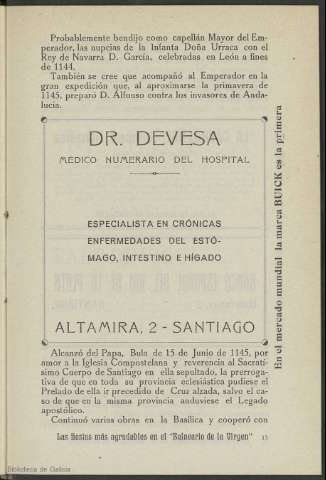 Probablemente bendijo como capellán Mayor del Em-
perador, las nupcias de la Infanta Doña Urraca con el
Rey de Navarra D. García, celebradas en León a fines
de 1144.
También se cree que acompañó al Emperador en la
gran expedición que, al aproximarse la primavera de
1145, preparó D. Alfonso contra los invasores de Anda-
lucía.
DR. DEVESA
MÉDICO NUMERARIO DEL HOSPITAL
ESPECIALISTA EN CRÓNICAS
ENFERMEDADES DEL ESTÓ-
MAGO, INTESTINO E HÍGADO
ALTAMIRA, 2 - SANTIAGO
En el mercado mundial la marca BUICK es la primera
Alcanzó del Papa, Bula de 15 de Junio de 1145, por
amor a la Iglesia Compostelana y reverencia al Sacratí-
simo Cuerpo de Santiago en ella sepultado, la prerroga-
tiva de que en toda su provincia eclesiástica pudiese el
Prelado de ella ir precedido de Cruz alzada, salvo el ca-
so de que en la misma provincia anduviese el Legado
apostólico.
Continuó varias obras en la Basílica y cooperó con
Las fiestas más agradables en el "Balneario de la Virgen" 15
Biblioteca de Galicia